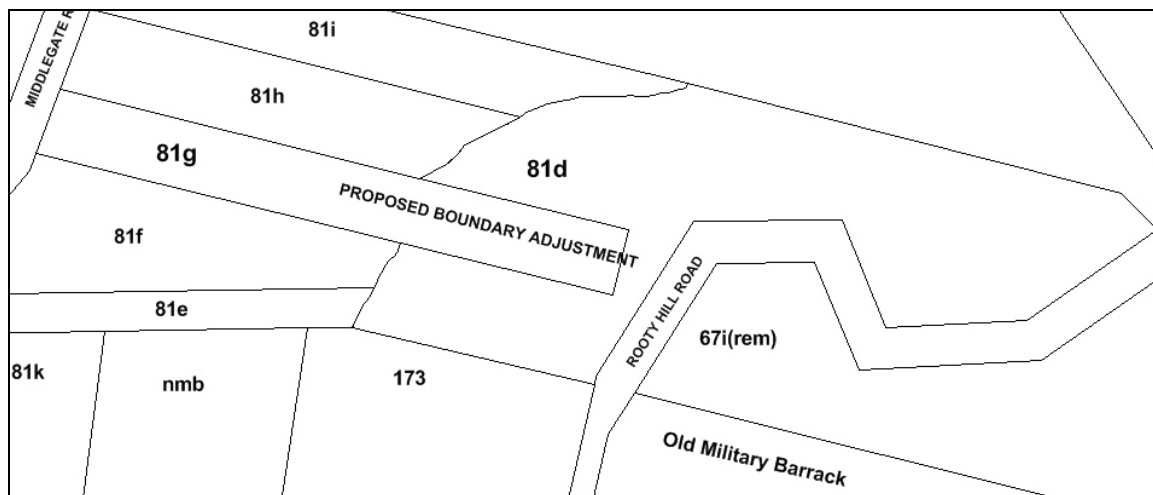 81i
MIDDLEGATE R
81h
81g
81d
PROPOSED BOUNDARY ADJUSTMENT
81f
81e
ROOTY HILL ROAD
67i(rem)
81k
nmb
173
Old Military Barrack